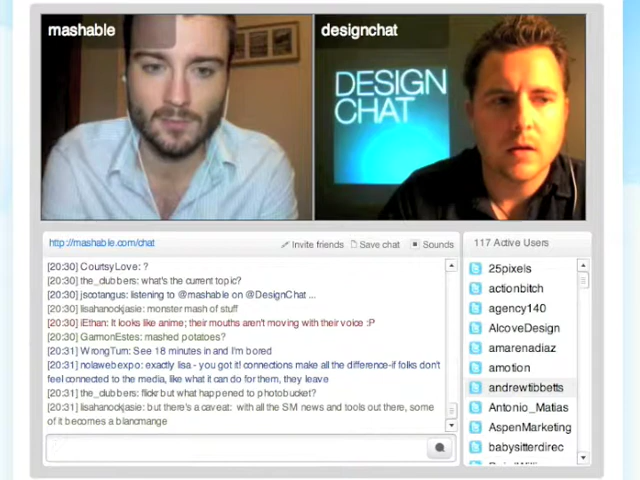 mashable
designchat
DESIGN
CHAT
http://mashable.com/chat
Invite friends
Save chat
Sounds
117 Active Users
[20:30] CourtsyLove: ?
[20:30] the_clubbers: what's the current topic?
[20:30] jscotangus: listening to @mashable on @DesignChat ...
[20:30] lisahanockjasie: monster mash of stuff
[20:30] iEthan: It looks like anime; their mouths aren't moving with their voice :P
[20:30] GarmonEstes: mashed potatoes?
[20:31] WrongTurn: See 18 minutes in and I'm bored
[20:31] nolawebexpo: exactly lisa - you got it! connections make all the difference-if folks don't
feel connected to the media, like what it can do for them, they leave
[20:31] the_clubbers: flickr but what happened to photobucket?
[20:31] lisahanockjasie: but there's a caveat: with all the SM news and tools out there, some
of it becomes a blancmange
25pixels
actionbitch
agency140
AlcoveDesign
amarenadiaz
amotion
andrewtibbetts
Antonio_Matias
AspenMarketing
babysitterdirec